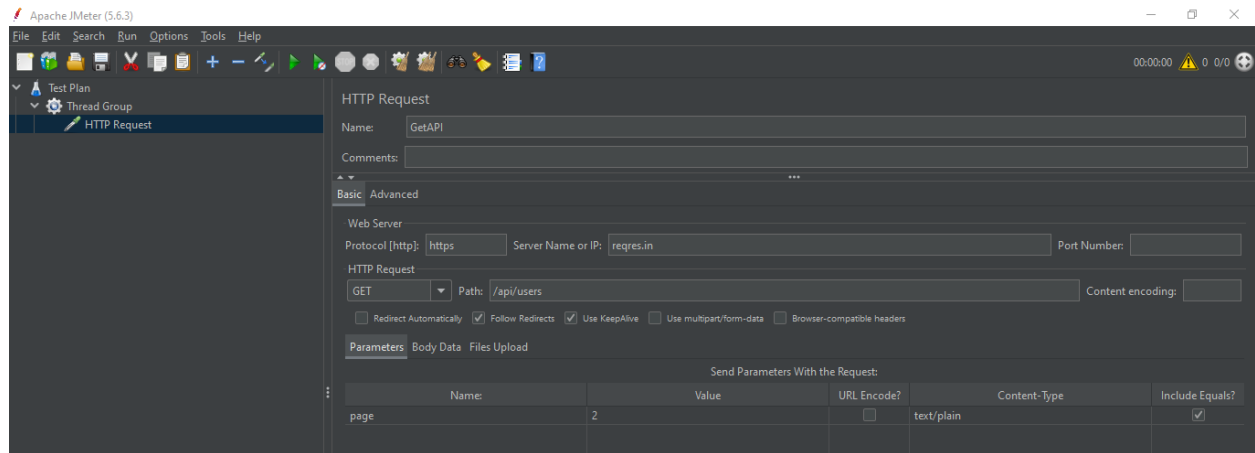 Apache JMeter (5.6.3)
File Edit Search Run Options Tools Help
00:00:00 0 0/0
Test Plan
Thread Group
HTTP Request
HTTP Request
Name: GetAPI
Comments:
Basic Advanced
Web Server
Protocol [http]: https Server Name or IP: reqres.in Port Number:
HTTP Request
GET Path: /api/users Content encoding:
Redirect Automatically Follow Redirects Use KeepAlive Use multipart/form-data Browser-compatible headers
Parameters Body Data Files Upload
Send Parameters With the Request:
Name: Value URL Encode? Content-Type Include Equals?
page 2 text/plain